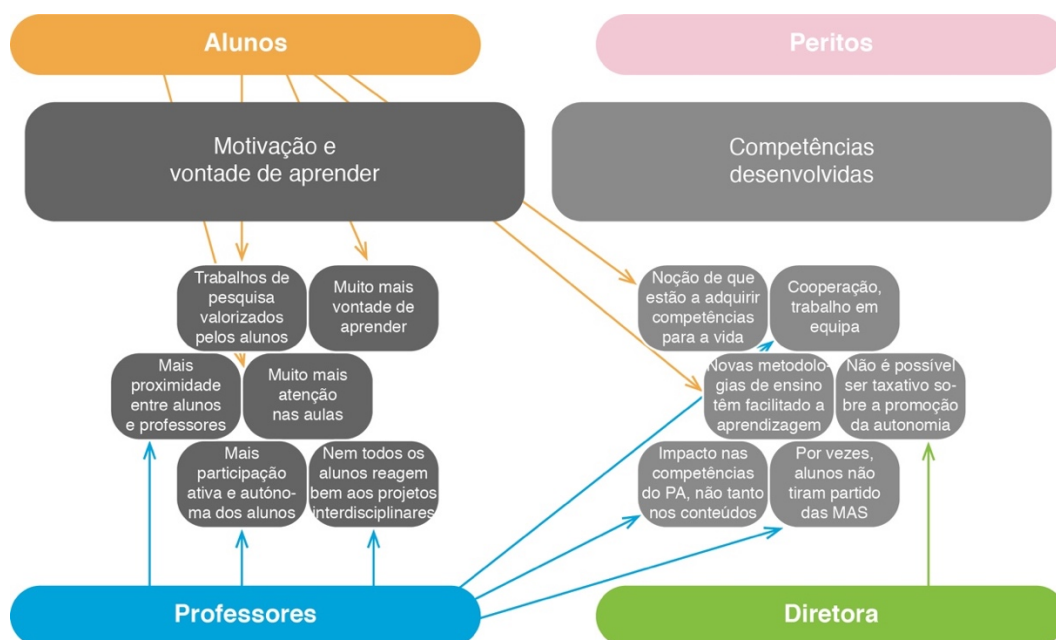 Alunos
Peritos
Motivação e
vontade de aprender
Competências
desenvolvidas
Trabalhos de
pesquisa
valorizados
pelos alunos
Muito mais
vontade de
aprender
Noção de que
estão a adquirir
competências
para a vida
Cooperação,
trabalho em
equipa
Mais
proximidade
entre alunos
e professores
Muito mais
atenção
nas aulas
Novas metodolo-
gias de ensino
têm facilitado a
aprendizagem
Não é possível
ser taxativo so-
bre a promoção
da autonomia
Mais
participação
ativa e autóno-
ma dos alunos
Nem todos os
alunos reagem
bem aos projetos
interdisciplinares
Impacto nas
competências
do PA, não tanto
nos conteúdos
Por vezes,
alunos não
tiram partido
das MAS
Professores
Diretora